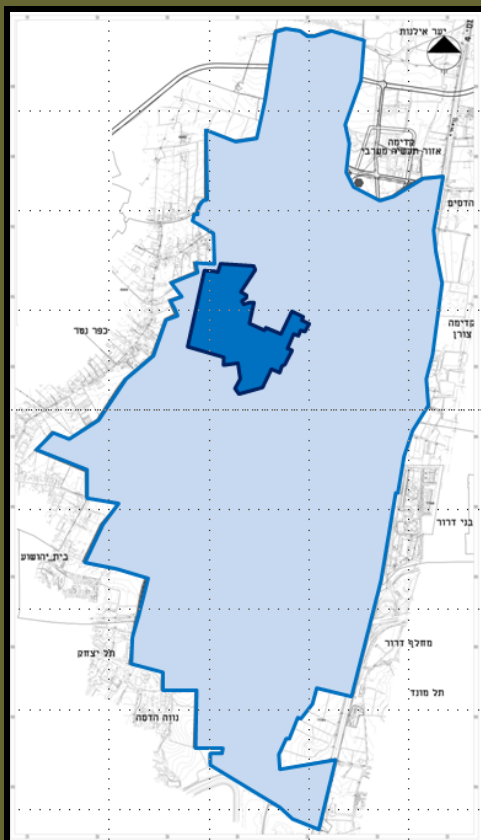 יער אילנות
קדימה
אזור תעשיה מערבי
הדסים
קדימה
צורן
כפר נטר
בני דרור
בית יהושוע
מחלף דרור
תל יצחק
תל מונד
נווה הדסה